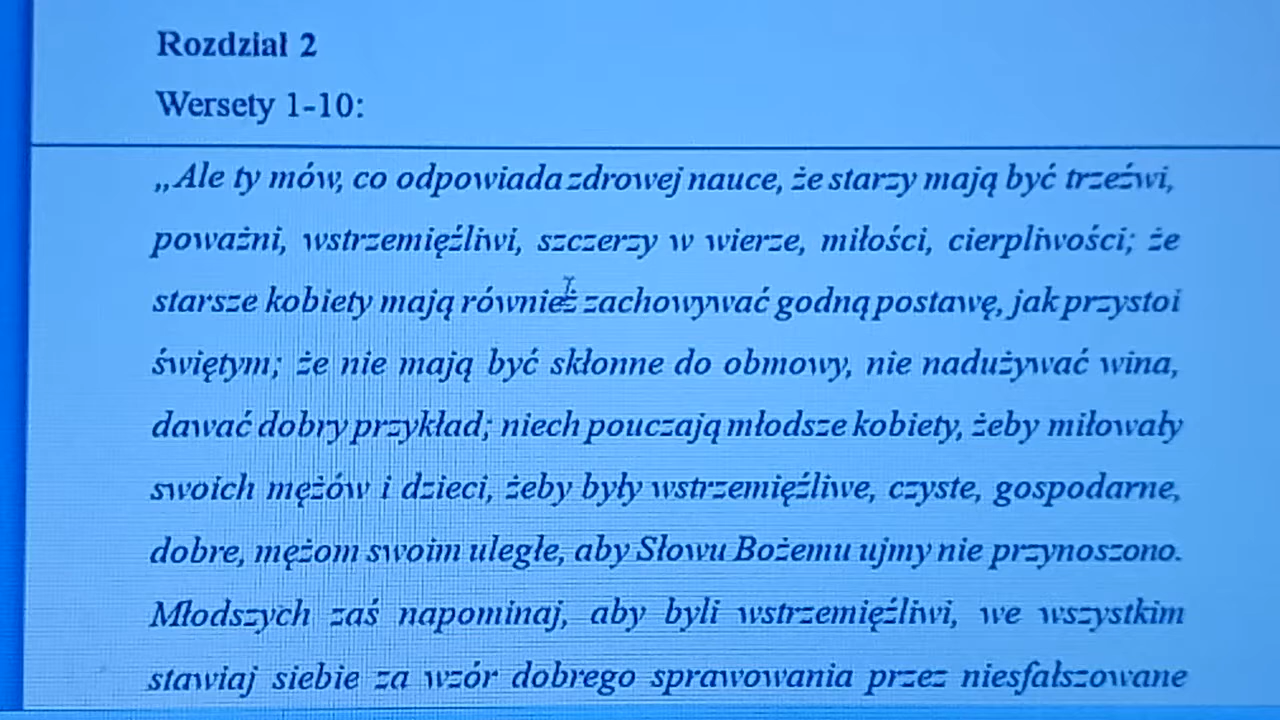 Rozdział 2
Wersety 1-10:
„Ale ty mów, co odpowiada zdrowej nauce, że starzy mają być trzeźwi,
poważni, wstrzemięźliwi, szczerzy w wierze, miłości, cierpliwości; że
starsze kobiety mają również zachowywać godną postawę, jak przystoi
świętym; że nie mają być skłonne do obmowy, nie nadużywać wina,
dawać dobry przykład; niech pouczają młodsze kobiety, żeby miłowały
swoich mężów i dzieci, żeby były wstrzemięźliwe, czyste, gospodarne,
dobre, mężom swoim uległe, aby Słowu Bożemu ujmy nie przynoszono.
Młodszych zaś napominaj, aby byli wstrzemięźliwi, we wszystkim
stawiaj siebie za wzór dobrego sprawowania przez niesfałszowane